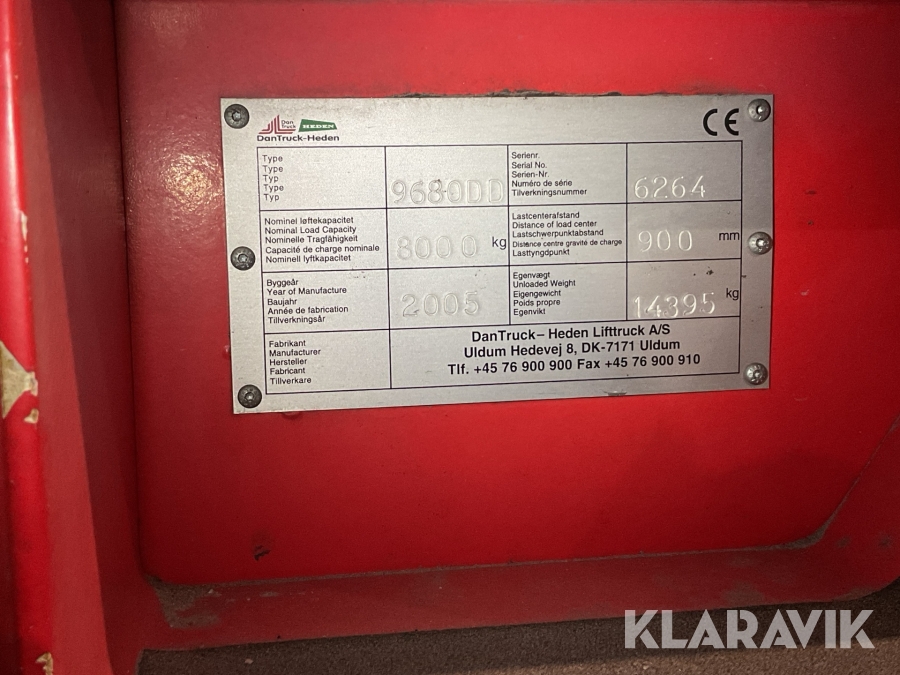 Dan Truck HEDEN
DanTruck-Heden
CE
Type
Type
Typ
Type
Typ
9680DD
Serienr.
Serial No.
Serien-Nr.
Numéro de série
Tilverkningsnummer
6264
Nominel løftekapacitet
Nominal Load Capacity
Nominelle Tragfähigkeit
Capacité de charge nominale
Nominell lyftkapacitet
8000 kg
Lastcenterafstand
Distance of load center
Lastschwerpunktabstand
Distance centre gravité de charge
Lasttyngdpunkt
900 mm
Byggeår
Year of Manufacture
Baujahr
Année de fabrication
Tillverkningsår
2005
Egenvægt
Unloaded Weight
Eigengewicht
Poids propre
Egenvikt
14395 kg
Fabrikant
Manufacturer
Hersteller
Fabricant
Tillverkare
DanTruck–Heden Lifttruck A/S
Uldum Hedevej 8, DK-7171 Uldum
Tlf. +45 76 900 900 Fax +45 76 900 910
KLARAVIK